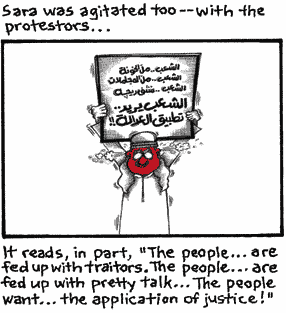 Sara was agitated too--with the
protestors...
الشعب.. مل الخونة
الشعب.. مل المجاملات
الشعب..
الشعب يريد..
تطبيق العدالة!!
It reads, in part, "The people... are
fed up with traitors. The people... are
fed up with pretty talk... The people
want... the application of justice!"